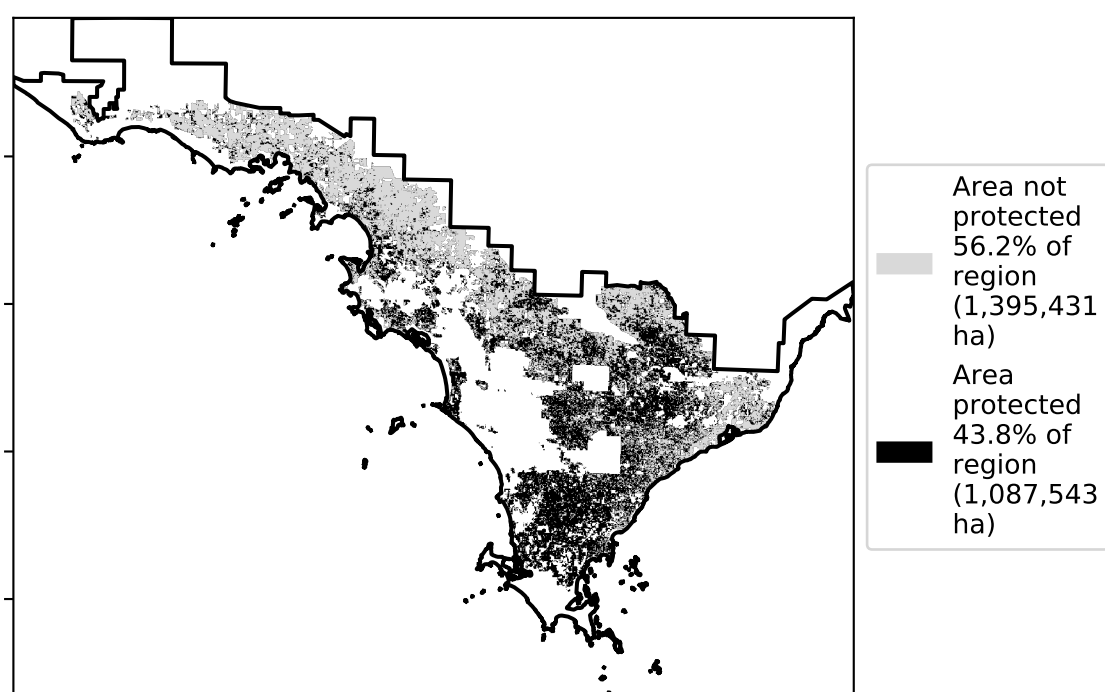 Area not
protected
56.2% of
region
(1,395,431
ha)
Area
protected
43.8% of
region
(1,087,543
ha)